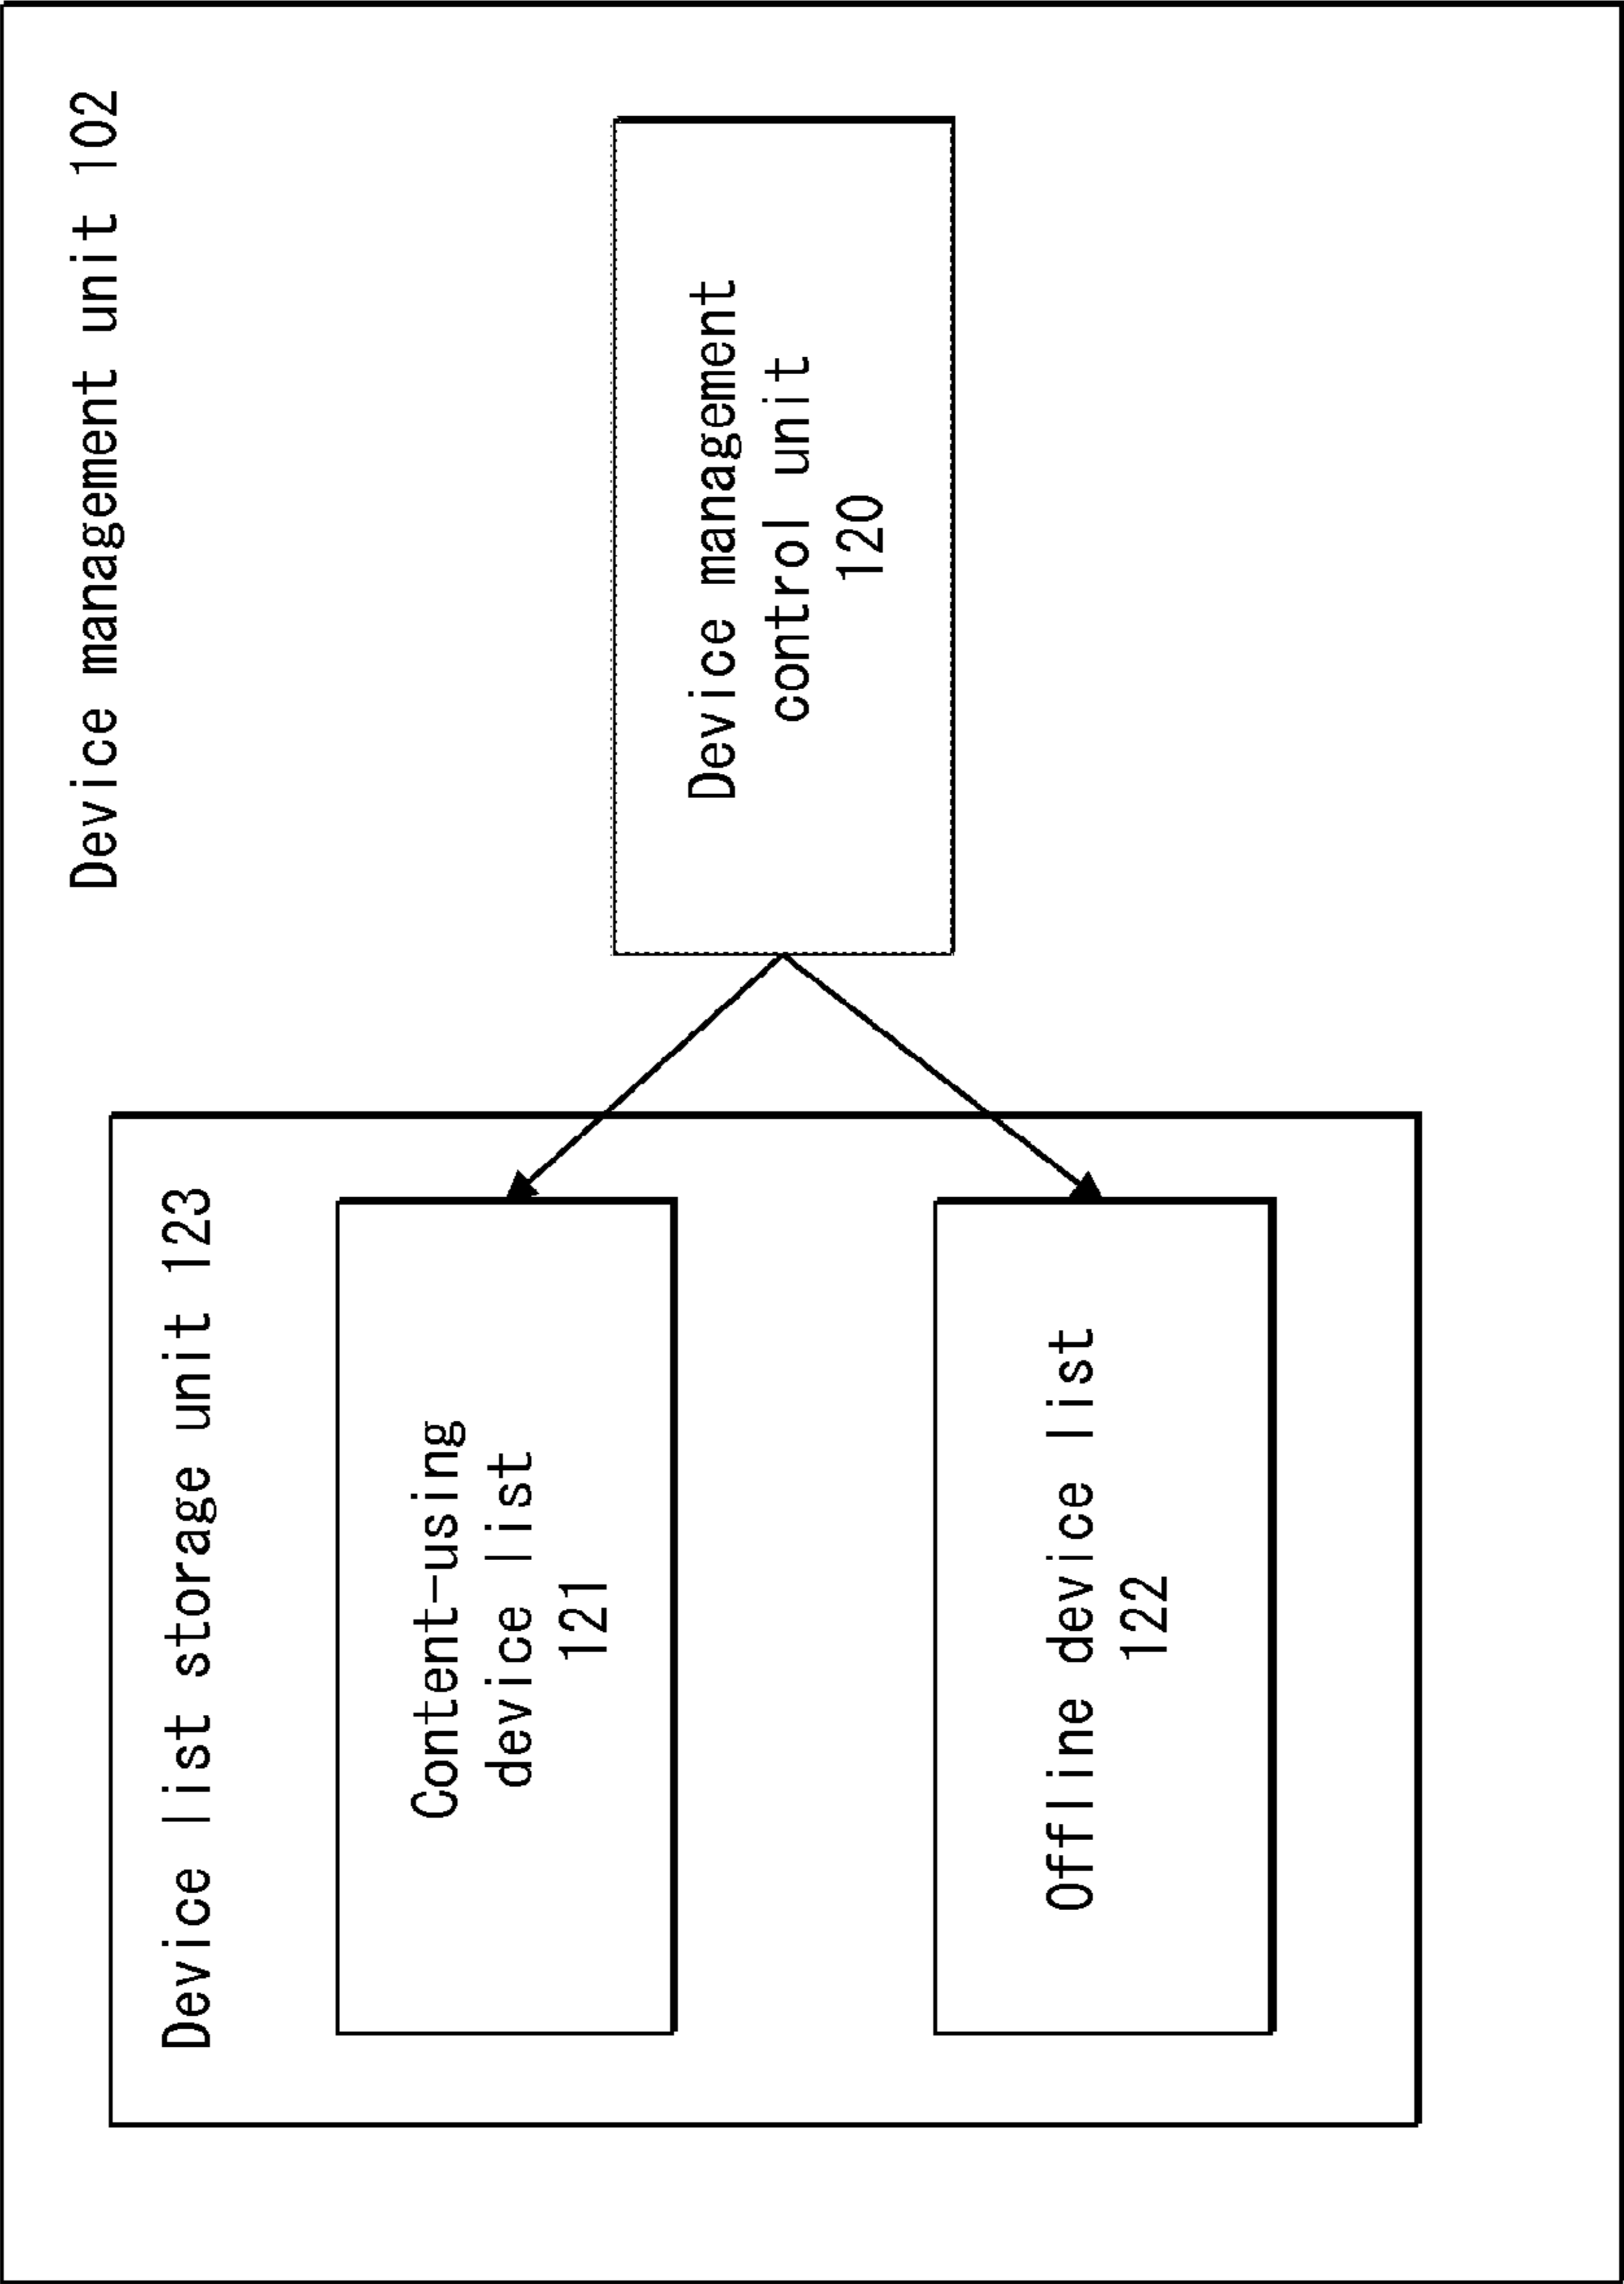 Device management unit 102
Device list storage unit 123
Content-using
device list
121
Device management
control unit
120
Offline device list
122